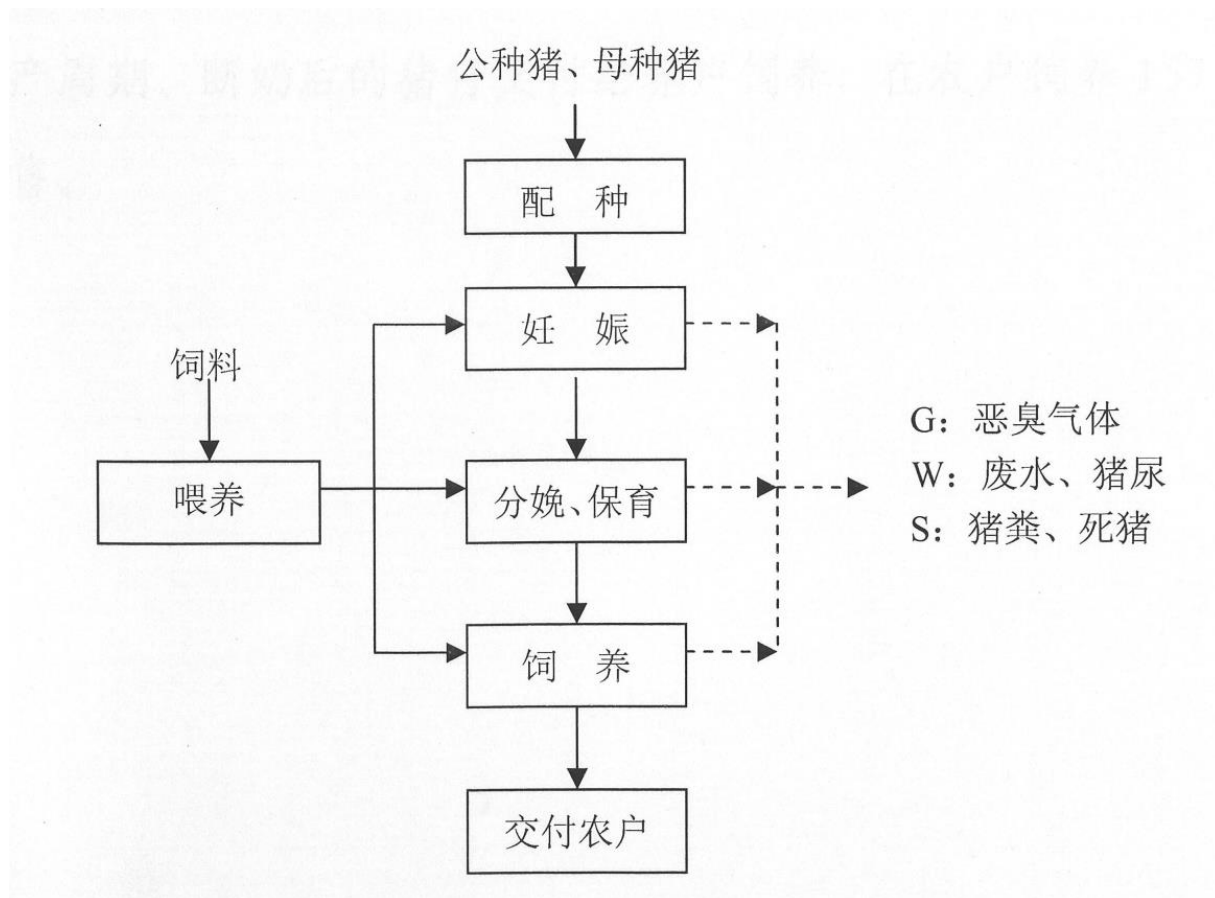 公种猪、母种猪
配 种
妊 娠
饲料
喂养
分娩、保育
G：恶臭气体
W：废水、猪尿
S：猪粪、死猪
饲 养
交付农户